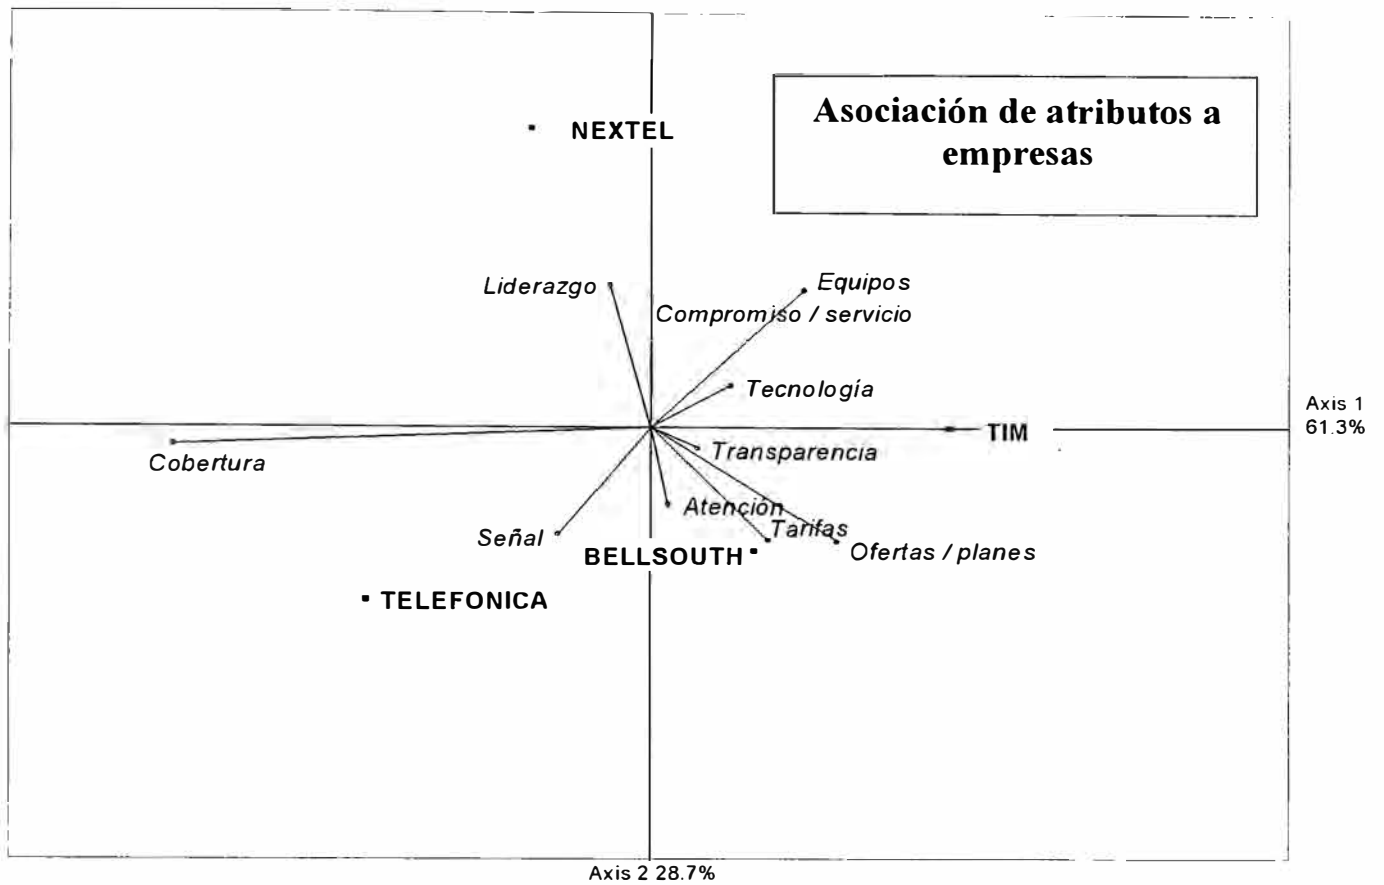 Asociación de atributos a
empresas
NEXTEL
Liderazgo
Equipos
Compromiso / servicio
Tecnología
Axis 1
61.3%
TIM
Cobertura
Transparencia
Atención
Señal
Tarifas
BELLSOUTH
Ofertas / planes
TELEFONICA
Axis 2 28.7%